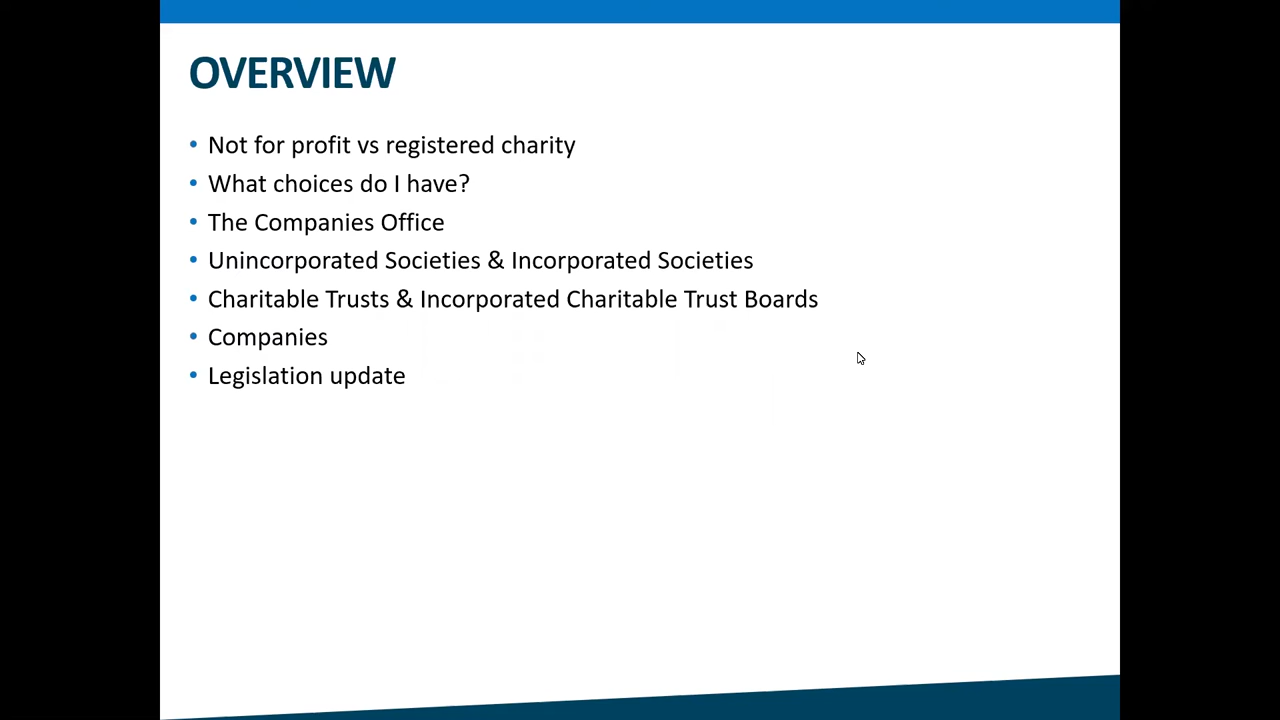 OVERVIEW
• Not for profit vs registered charity
• What choices do I have?
• The Companies Office
• Unincorporated Societies & Incorporated Societies
• Charitable Trusts & Incorporated Charitable Trust Boards
• Companies
• Legislation update